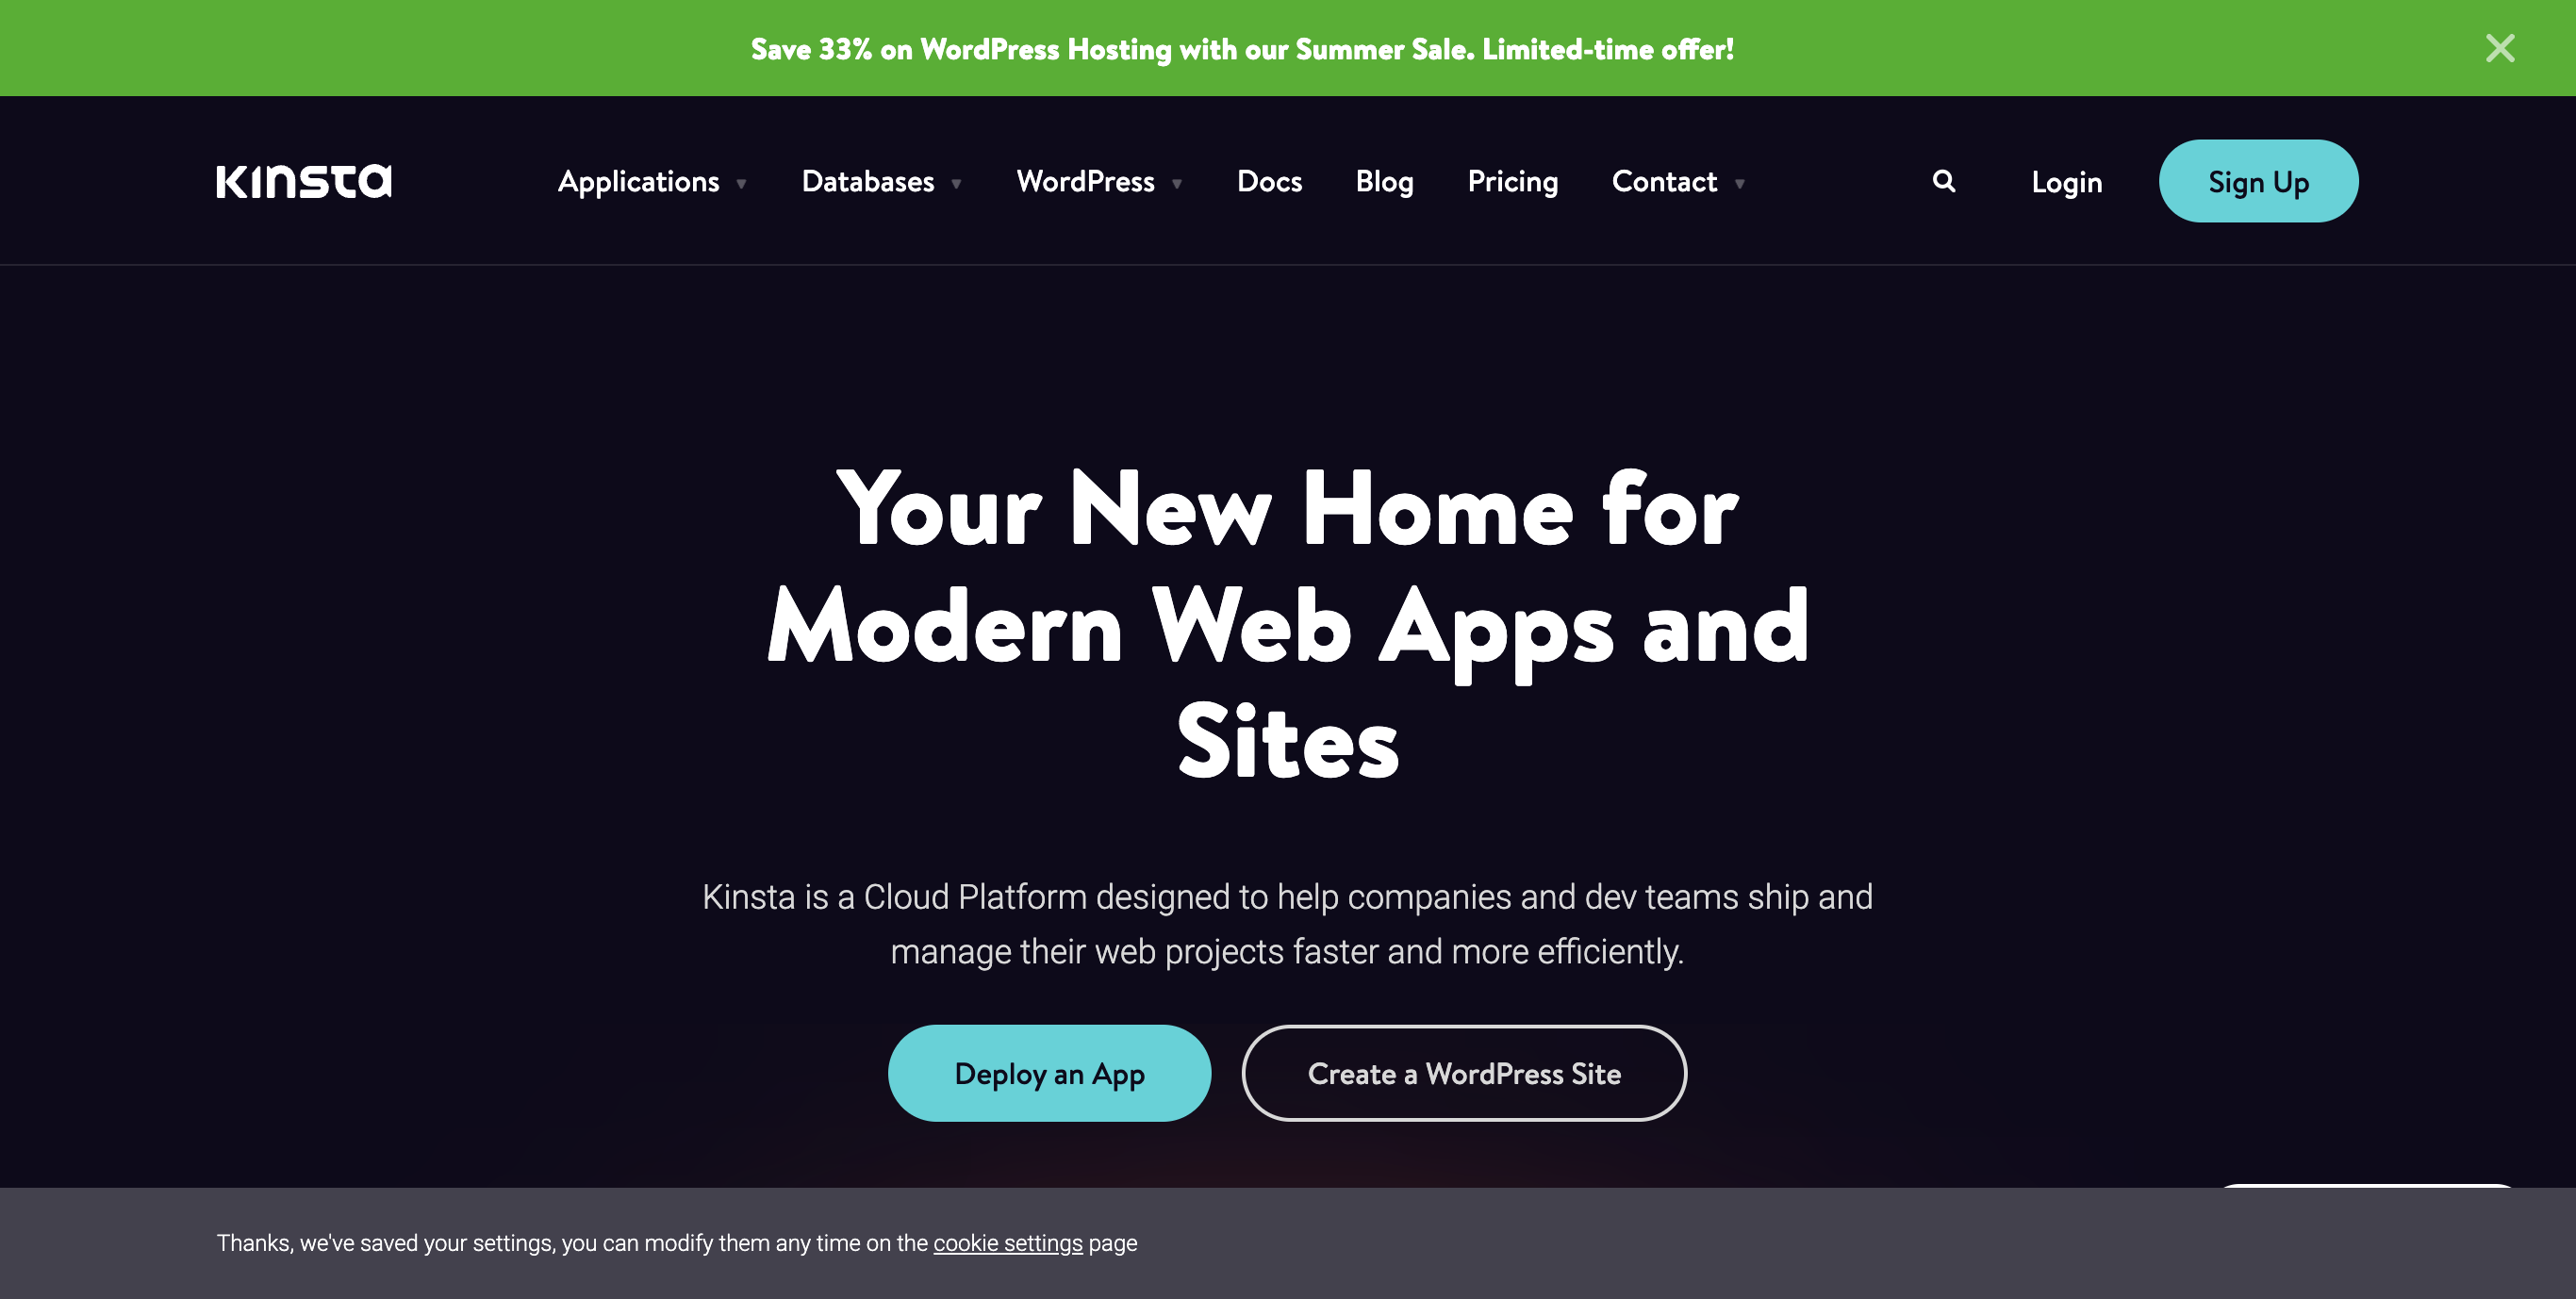 Save 33% on WordPress Hosting with our Summer Sale. Limited-time offer!
Kinsta
Applications
Databases
WordPress
Docs
Blog
Pricing
Contact
Login
Sign Up
Your New Home for
Modern Web Apps and
Sites
Kinsta is a Cloud Platform designed to help companies and dev teams ship and
manage their web projects faster and more efficiently.
Deploy an App
Create a WordPress Site
Thanks, we've saved your settings, you can modify them any time on the cookie settings page